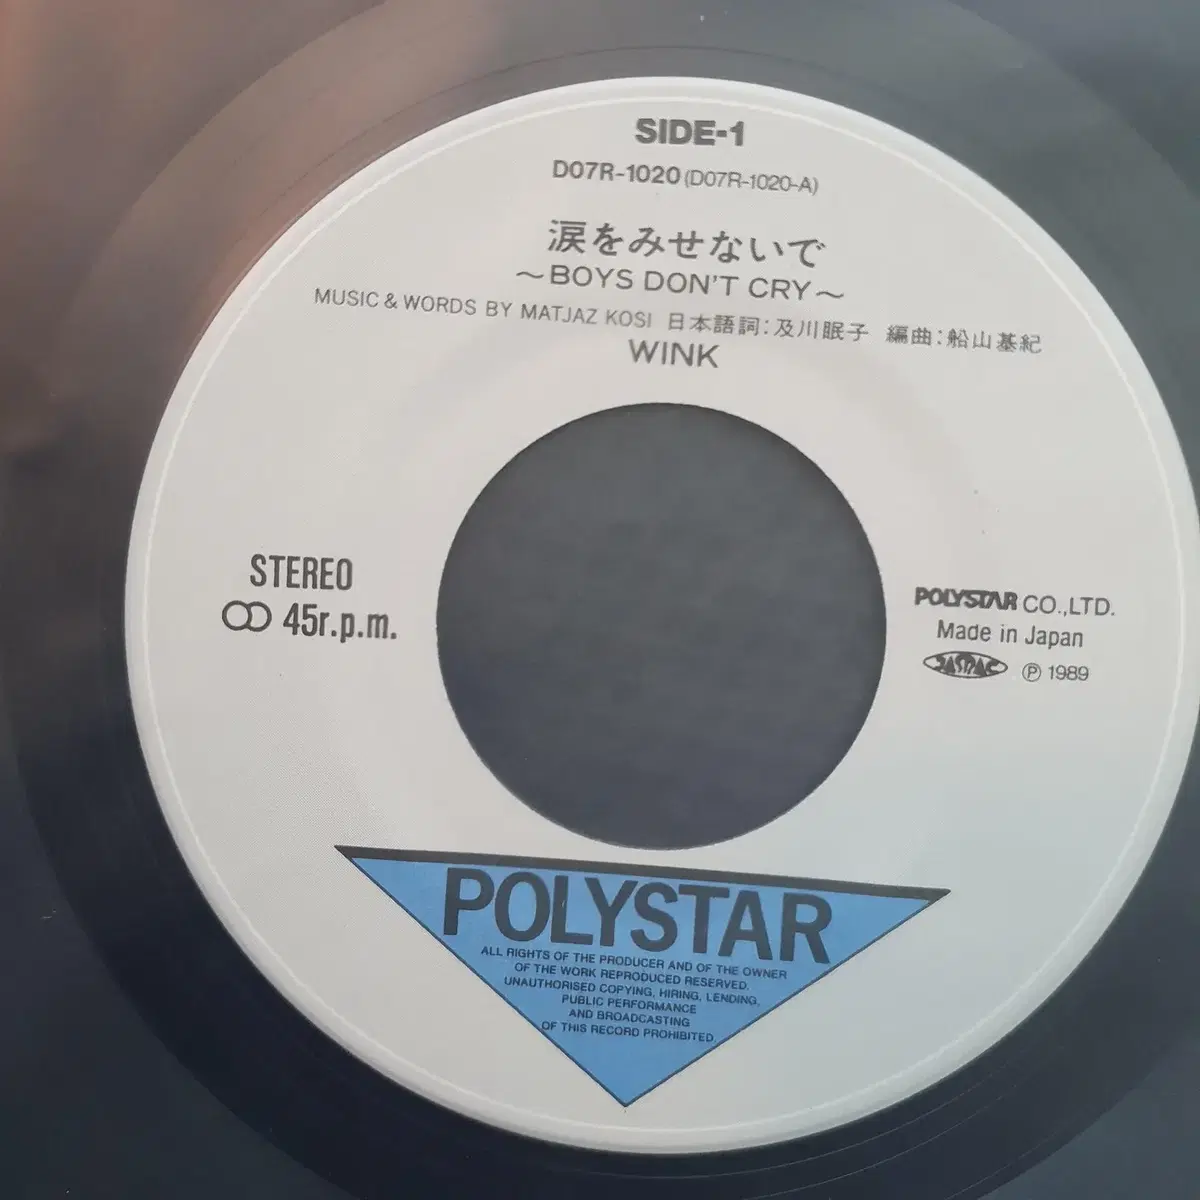 SIDE-1
D07R-1020 (D07R-1020-A)
涙をみせないで
～BOYS DON'T CRY～
MUSIC & WORDS BY MATJAZ KOSI 日本語詞:及川眠子 編曲:船山基紀
WINK
STEREO
45r.p.m.
POLYSTAR CO.,LTD.
Made in Japan
JASRAC ℗ 1989
POLYSTAR
ALL RIGHTS OF THE PRODUCER AND OF THE OWNER
OF THE WORK REPRODUCED RESERVED.
UNAUTHORISED COPYING, HIRING, LENDING,
PUBLIC PERFORMANCE
AND BROADCASTING
OF THIS RECORD PROHIBITED.